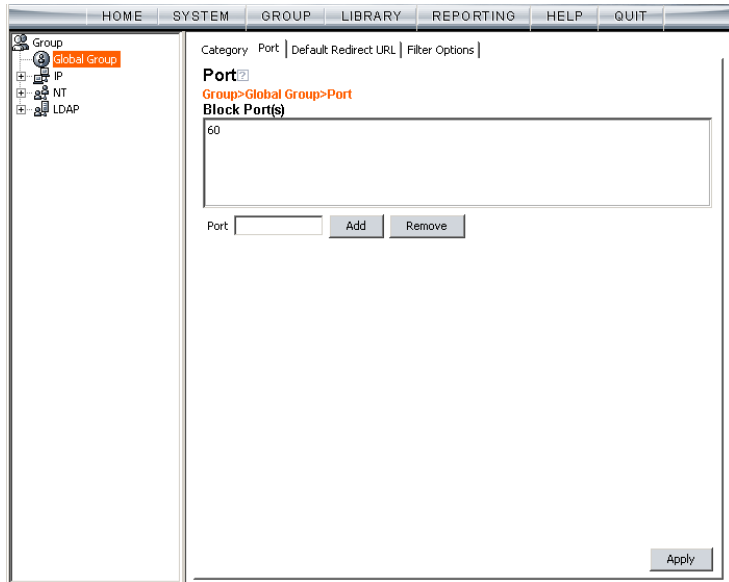 HOME SYSTEM GROUP LIBRARY REPORTING HELP QUIT
Group
Global Group
IP
NT
LDAP
Category Port Default Redirect URL Filter Options
Port ?
Group>Global Group>Port
Block Port(s)
60
Port Add Remove
Apply